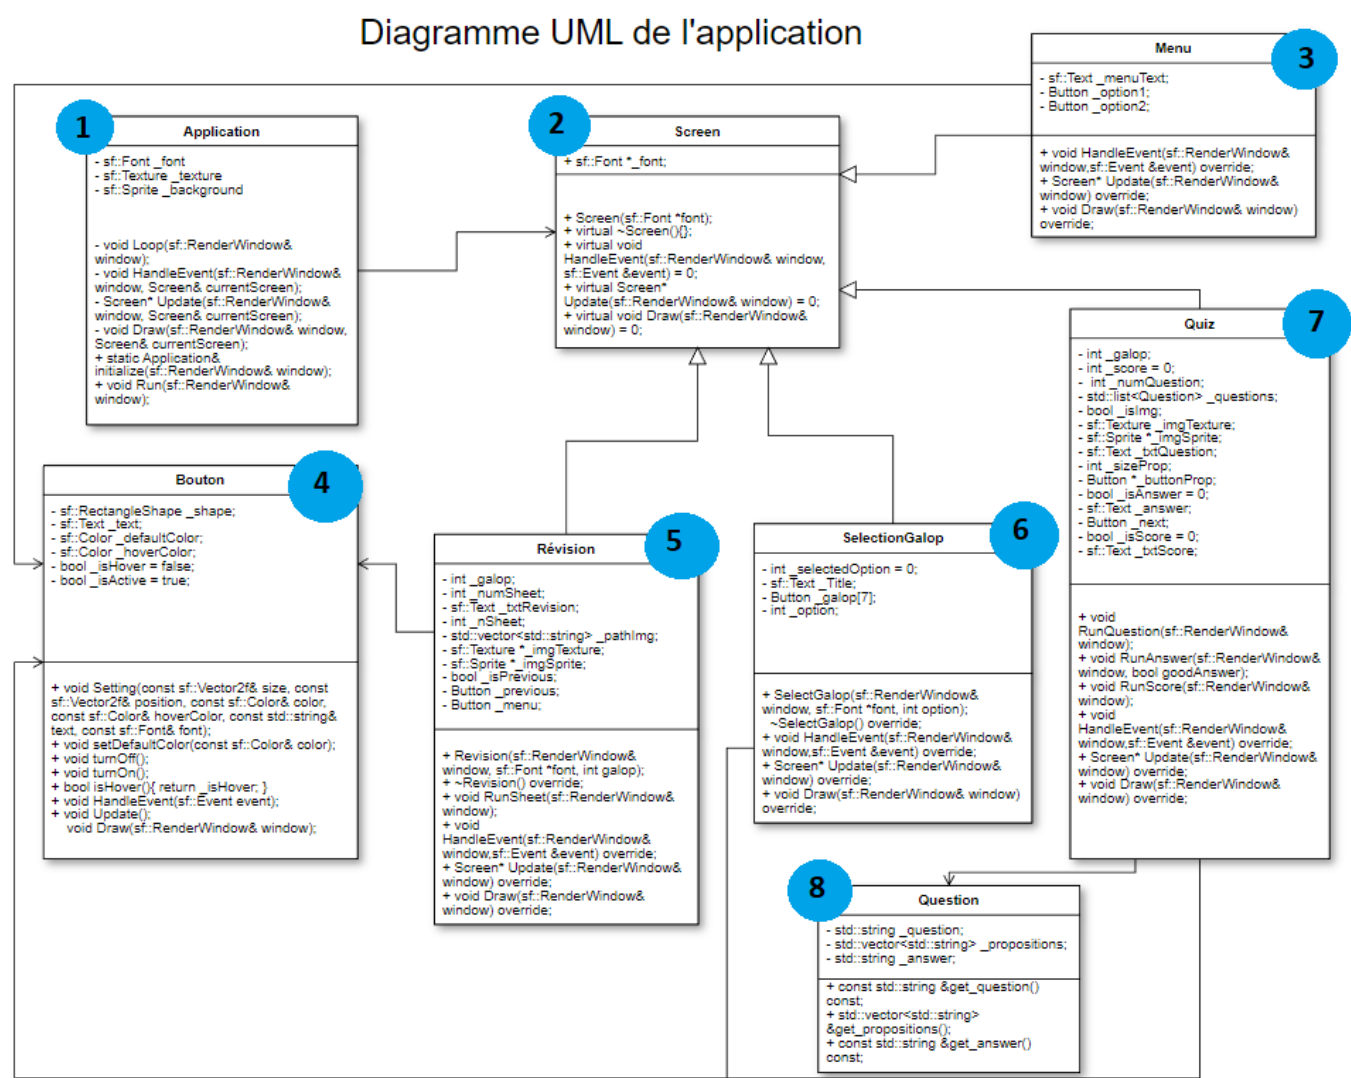 Diagramme UML de l'application
1
Application
- sf::Font _font
- sf::Texture _texture
- sf::Sprite _background
- void Loop(sf::RenderWindow&
window);
- void HandleEvent(sf::RenderWindow&
window, Screen& currentScreen);
- Screen* Update(sf::RenderWindow&
window, Screen& currentScreen);
- void Draw(sf::RenderWindow& window,
Screen& currentScreen);
+ static Application&
initialize(sf::RenderWindow& window);
+ void Run(sf::RenderWindow&
window);
2
Screen
+ sf::Font *_font;
+ Screen(sf::Font *font);
+ virtual ~Screen(){};
+ virtual void
HandleEvent(sf::RenderWindow& window,
sf::Event &event) = 0;
+ virtual Screen*
Update(sf::RenderWindow& window) = 0;
+ virtual void Draw(sf::RenderWindow&
window) = 0;
3
Menu
- sf::Text _menuText;
- Button _option1;
- Button _option2;
+ void HandleEvent(sf::RenderWindow&
window,sf::Event &event) override;
+ Screen* Update(sf::RenderWindow&
window) override;
+ void Draw(sf::RenderWindow& window)
override;
4
Bouton
- sf::RectangleShape _shape;
- sf::Text _text;
- sf::Color _defaultColor;
- sf::Color _hoverColor;
- bool _isHover = false;
- bool _isActive = true;
+ void Setting(const sf::Vector2f& size, const
sf::Vector2f& position, const sf::Color& color,
const sf::Color& hoverColor, const std::string&
text, const sf::Font& font);
+ void setDefaultColor(const sf::Color& color);
+ void turnOff();
+ void turnOn();
+ bool isHover(){ return _isHover; }
+ void HandleEvent(sf::Event event);
+ void Update();
void Draw(sf::RenderWindow& window);
5
Révision
- int _galop;
- int _numSheet;
- sf::Text _txtRevision;
- int _nSheet;
- std::vector<std::string> _pathImg;
- sf::Texture *_imgTexture;
- sf::Sprite *_imgSprite;
- bool _isPrevious;
- Button _previous;
- Button _menu;
+ Revision(sf::RenderWindow&
window, sf::Font *font, int galop);
+ ~Revision() override;
+ void RunSheet(sf::RenderWindow&
window);
+ void
HandleEvent(sf::RenderWindow&
window,sf::Event &event) override;
+ Screen* Update(sf::RenderWindow&
window) override;
+ void Draw(sf::RenderWindow&
window) override;
6
SelectionGalop
- int _selectedOption = 0;
- sf::Text _Title;
- Button _galop[7];
- int _option;
+ SelectGalop(sf::RenderWindow&
window, sf::Font *font, int option);
~SelectGalop() override;
+ void HandleEvent(sf::RenderWindow&
window,sf::Event &event) override;
+ Screen* Update(sf::RenderWindow&
window) override;
+ void Draw(sf::RenderWindow& window)
override;
7
Quiz
- int _galop;
- int _score = 0;
- int _numQuestion;
- std::list<Question> _questions;
- bool _isImg;
- sf::Texture _imgTexture;
- sf::Sprite *_imgSprite;
- sf::Text _txtQuestion;
- int _sizeProp;
- Button *_buttonProp;
- bool _isAnswer = 0;
- sf::Text _answer;
- Button _next;
- bool _isScore = 0;
- sf::Text _txtScore;
+ void
RunQuestion(sf::RenderWindow&
window);
+ void RunAnswer(sf::RenderWindow&
window, bool goodAnswer);
+ void RunScore(sf::RenderWindow&
window);
+ void
HandleEvent(sf::RenderWindow&
window,sf::Event &event) override;
+ Screen* Update(sf::RenderWindow&
window) override;
+ void Draw(sf::RenderWindow&
window) override;
8
Question
- std::string _question;
- std::vector<std::string> _propositions;
- std::string _answer;
+ const std::string &get_question()
const;
+ std::vector<std::string>
&get_propositions();
+ const std::string &get_answer()
const;